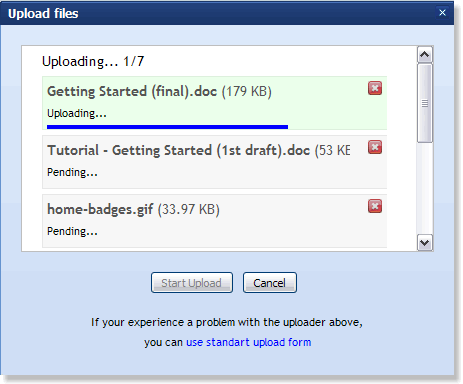 Upload files
Uploading... 1/7
Getting Started (final).doc (179 KB)
Uploading...
Tutorial - Getting Started (1st draft).doc (53 KE
Pending...
home-badges.gif (33.97 KB)
Pending...
Start Upload Cancel
If your experience a problem with the uploader above,
you can use standart upload form